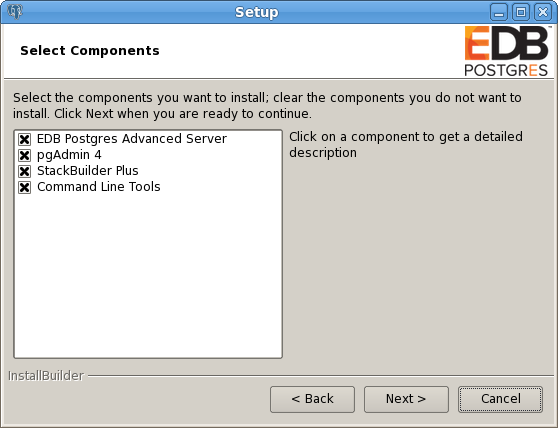 Setup
Select Components
EDB
POSTGRES
Select the components you want to install; clear the components you do not want to
install. Click Next when you are ready to continue.
EDB Postgres Advanced Server
pgAdmin 4
StackBuilder Plus
Command Line Tools
Click on a component to get a detailed
description
InstallBuilder
< Back
Next >
Cancel